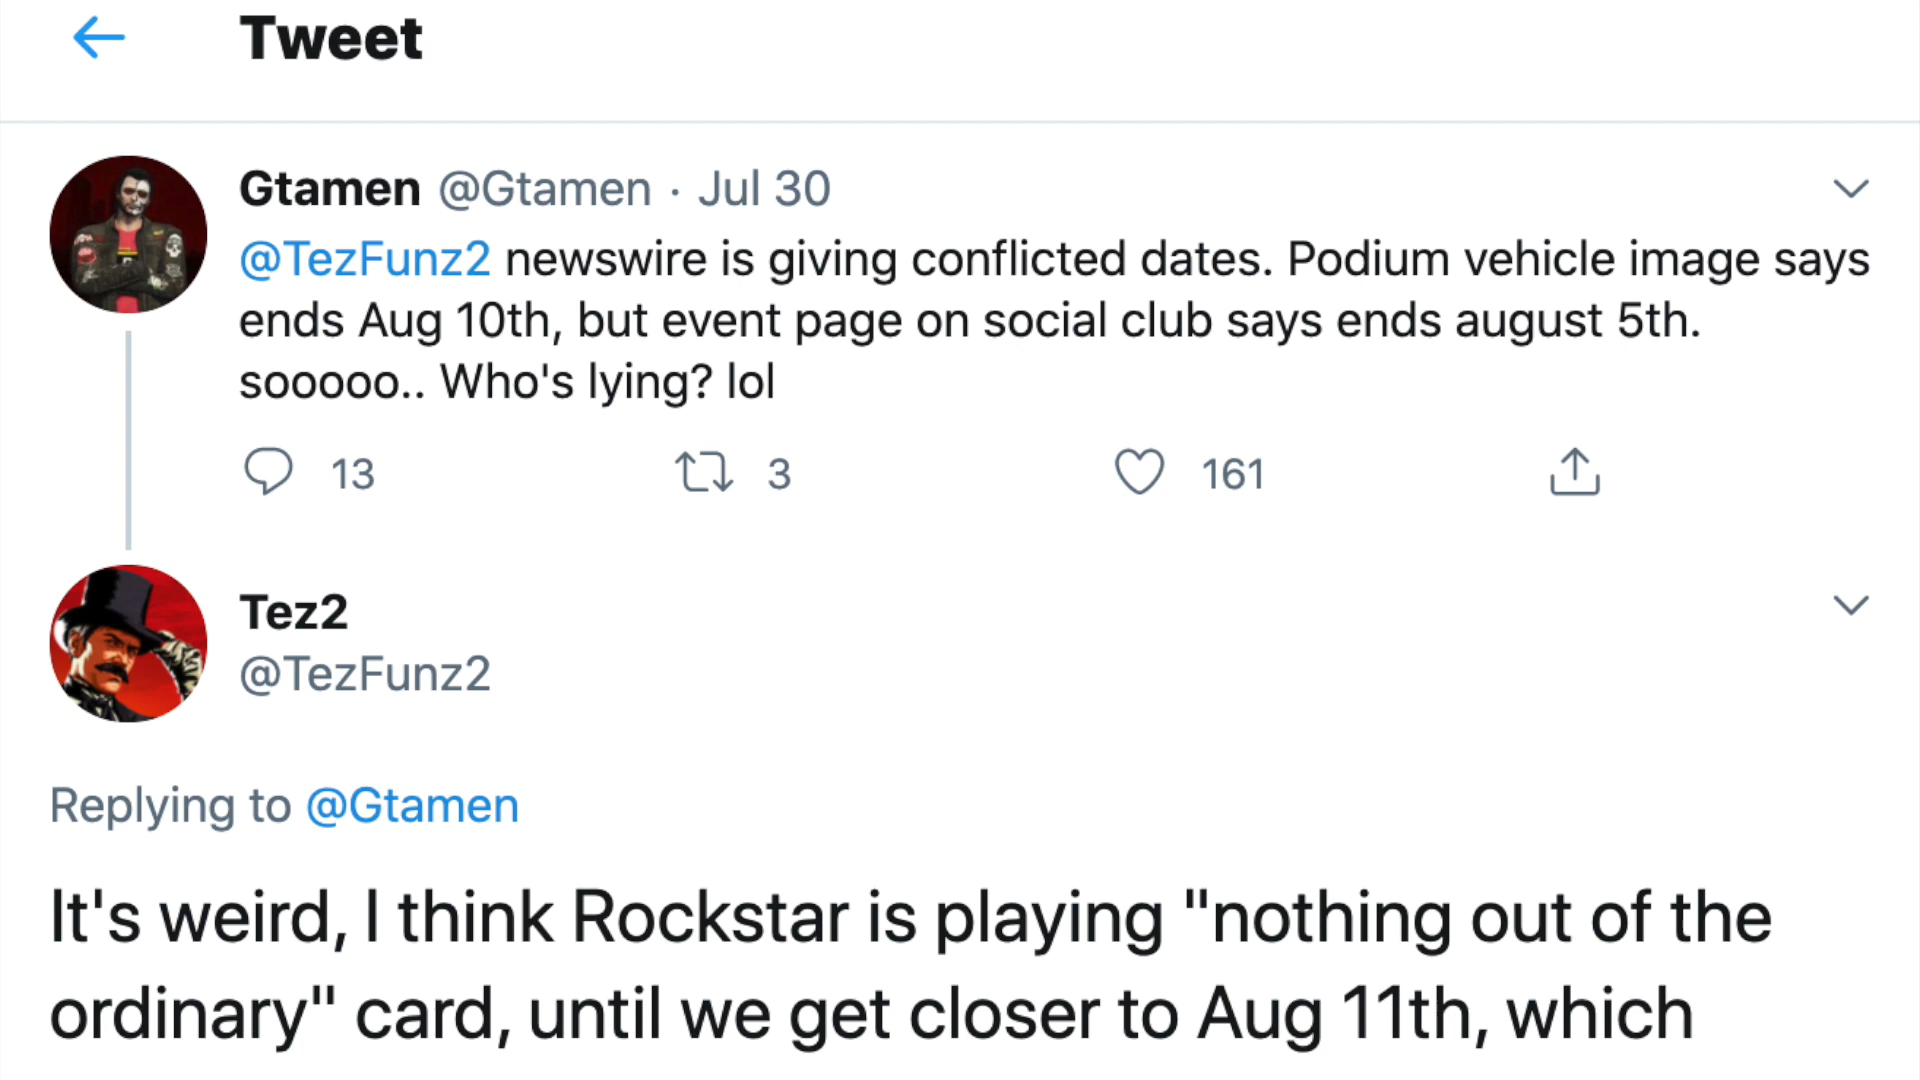 Tweet
Gtamen @Gtamen · Jul 30
@TezFunz2 newswire is giving conflicted dates. Podium vehicle image says
ends Aug 10th, but event page on social club says ends august 5th.
sooooo.. Who's lying? lol
13 3 161
Tez2
@TezFunz2
Replying to @Gtamen
It's weird, I think Rockstar is playing "nothing out of the
ordinary" card, until we get closer to Aug 11th, which